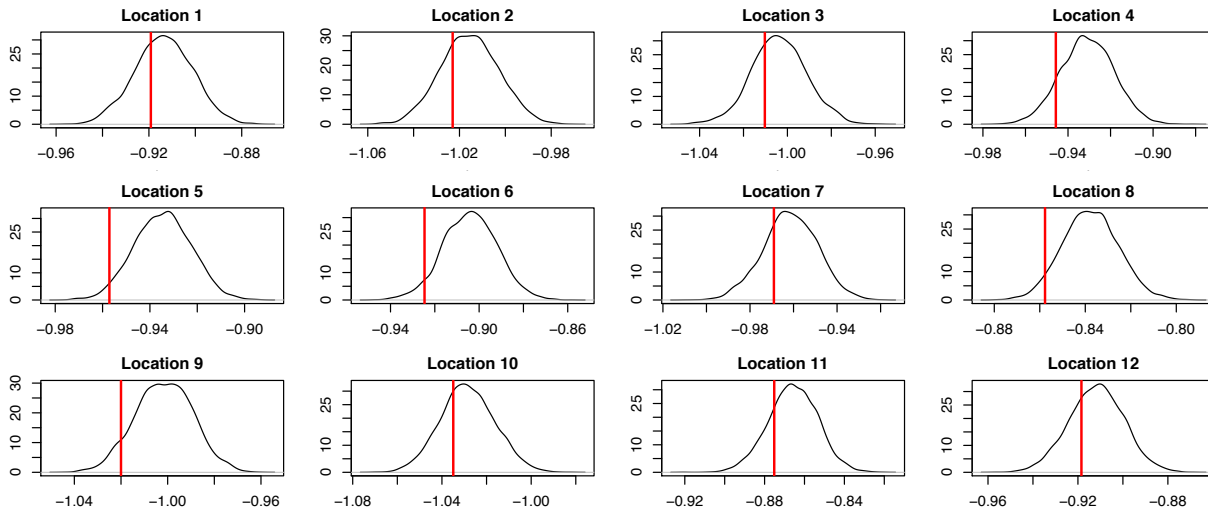 Location 1 Location 2 Location 3 Location 4
0 10 25 0 10 20 30 0 10 25 0 10 25
−0.96 −0.92 −0.88 −1.06 −1.02 −0.98 −1.04 −1.00 −0.96 −0.98 −0.94 −0.90
Location 5 Location 6 Location 7 Location 8
0 10 25 0 10 25 0 10 25 0 10 25
−0.98 −0.94 −0.90 −0.94 −0.90 −0.86 −1.02 −0.98 −0.94 −0.88 −0.84 −0.80
Location 9 Location 10 Location 11 Location 12
0 10 20 30 0 10 25 0 10 25 0 10 25
−1.04 −1.00 −0.96 −1.08 −1.04 −1.00 −0.92 −0.88 −0.84 −0.96 −0.92 −0.88